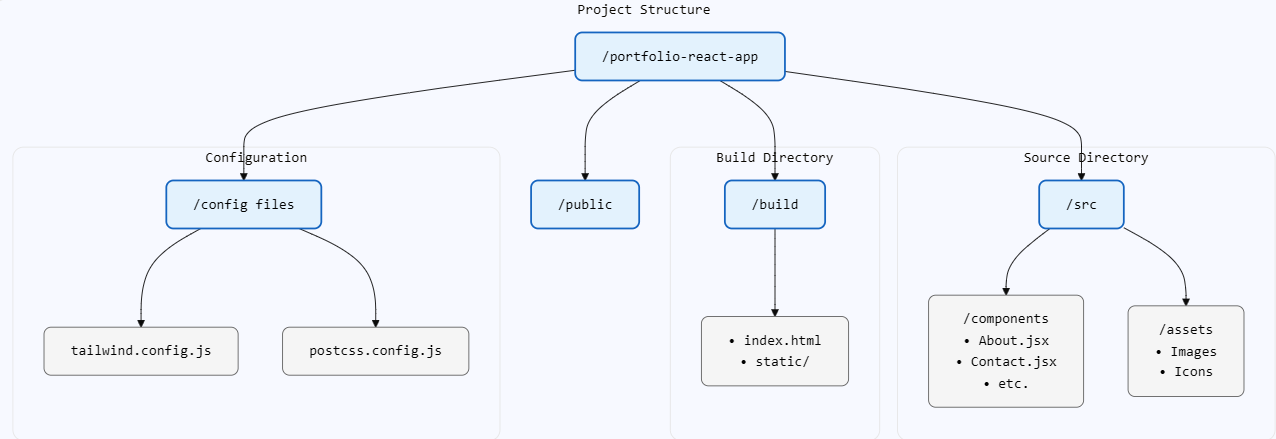 Project Structure
/portfolio-react-app
Configuration
/config files
tailwind.config.js
postcss.config.js
/public
Build Directory
/build
• index.html
• static/
Source Directory
/src
/components
• About.jsx
• Contact.jsx
• etc.
/assets
• Images
• Icons